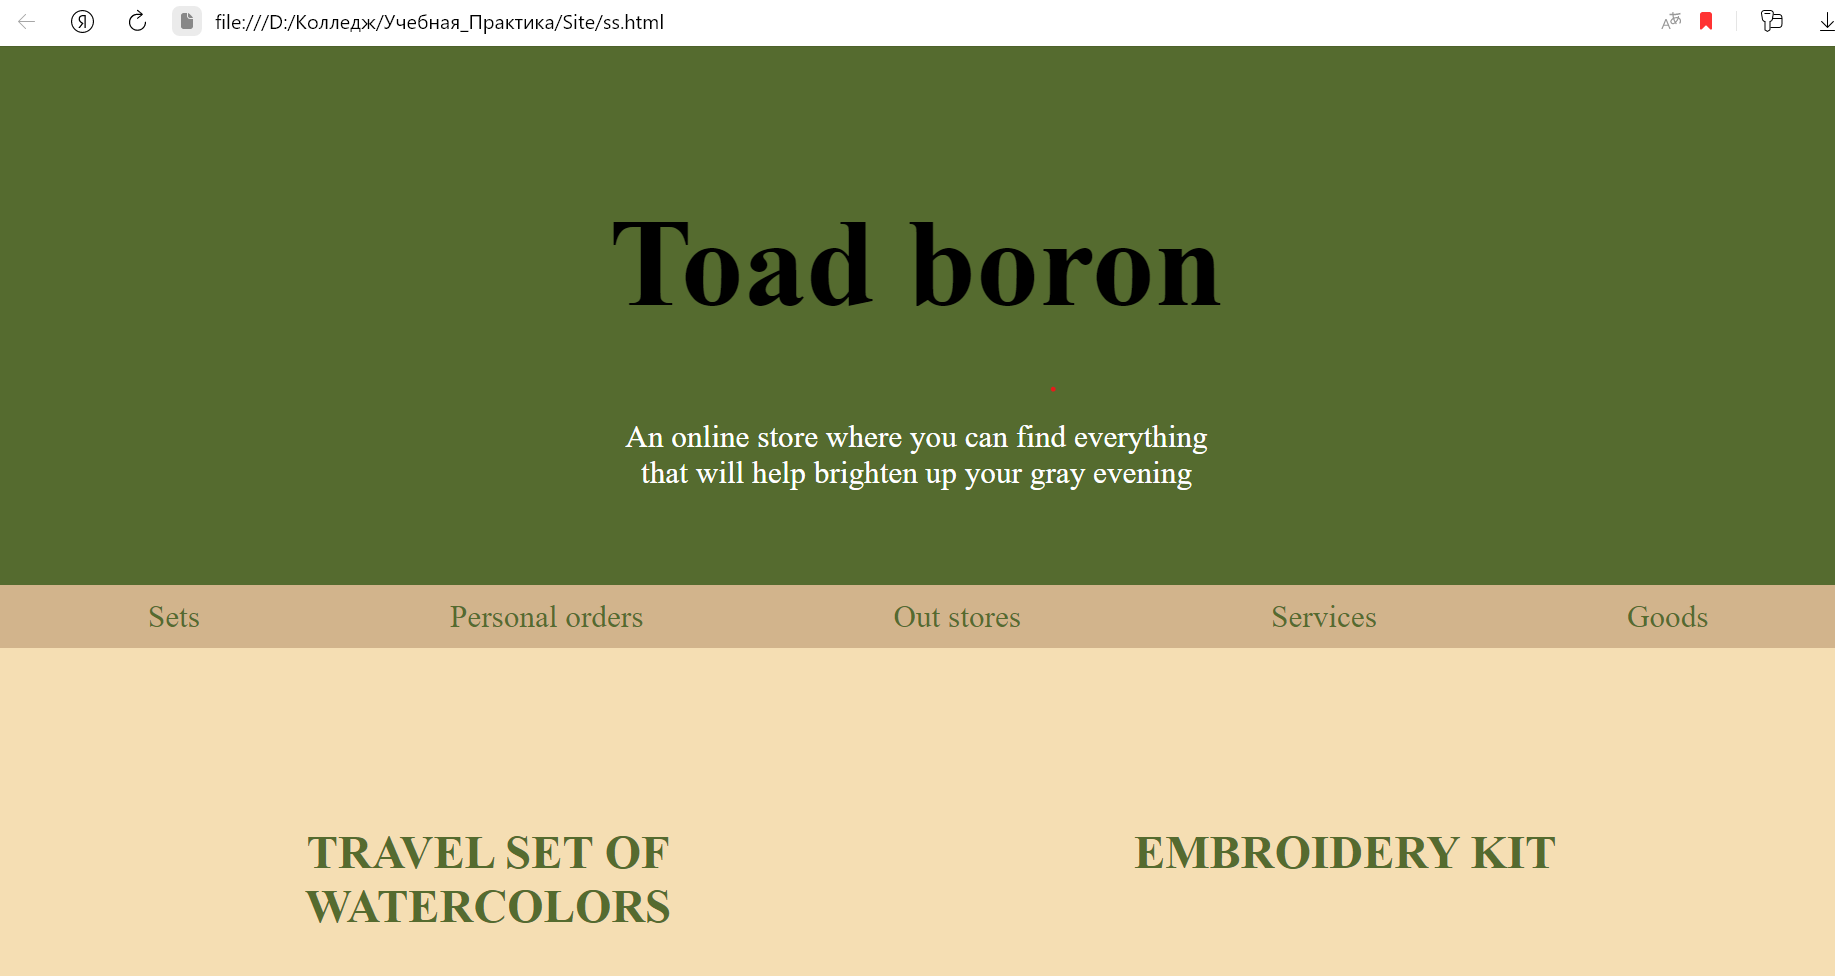 file:///D:/Колледж/Учебная_Практика/Site/ss.html
Toad boron
An online store where you can find everything
that will help brighten up your gray evening
Sets Personal orders Out stores Services Goods
TRAVEL SET OF
WATERCOLORS
EMBROIDERY KIT